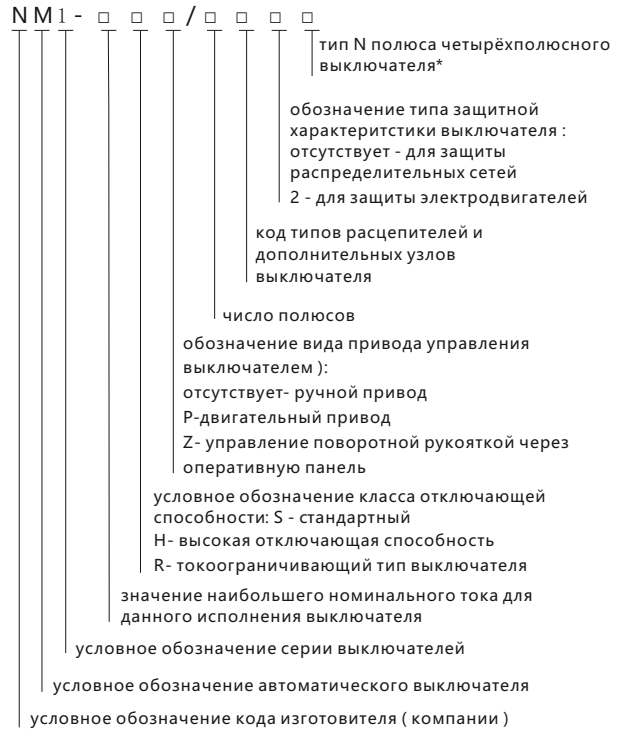 NM1-□ □ □/□ □ □ □
тип N полюса четырёхполюсного
выключателя*
обозначение типа защитной
характеритстики выключателя :
отсутствует - для защиты
распределительных сетей
2 - для защиты электродвигателей
код типов расцепителей и
дополнительных узлов
выключателя
число полюсов
обозначение вида привода управления
выключателем ):
отсутствует- ручной привод
P-двигательный привод
Z- управление поворотной рукояткой через
оперативную панель
условное обозначение класса отключающей
способности: S - стандартный
H- высокая отключающая способность
R- токоограничивающий тип выключателя
значение наибольшего номинального тока для
данного исполнения выключателя
условное обозначение серии выключателей
условное обозначение автоматического выключателя
условное обозначение кода изготовителя ( компании )